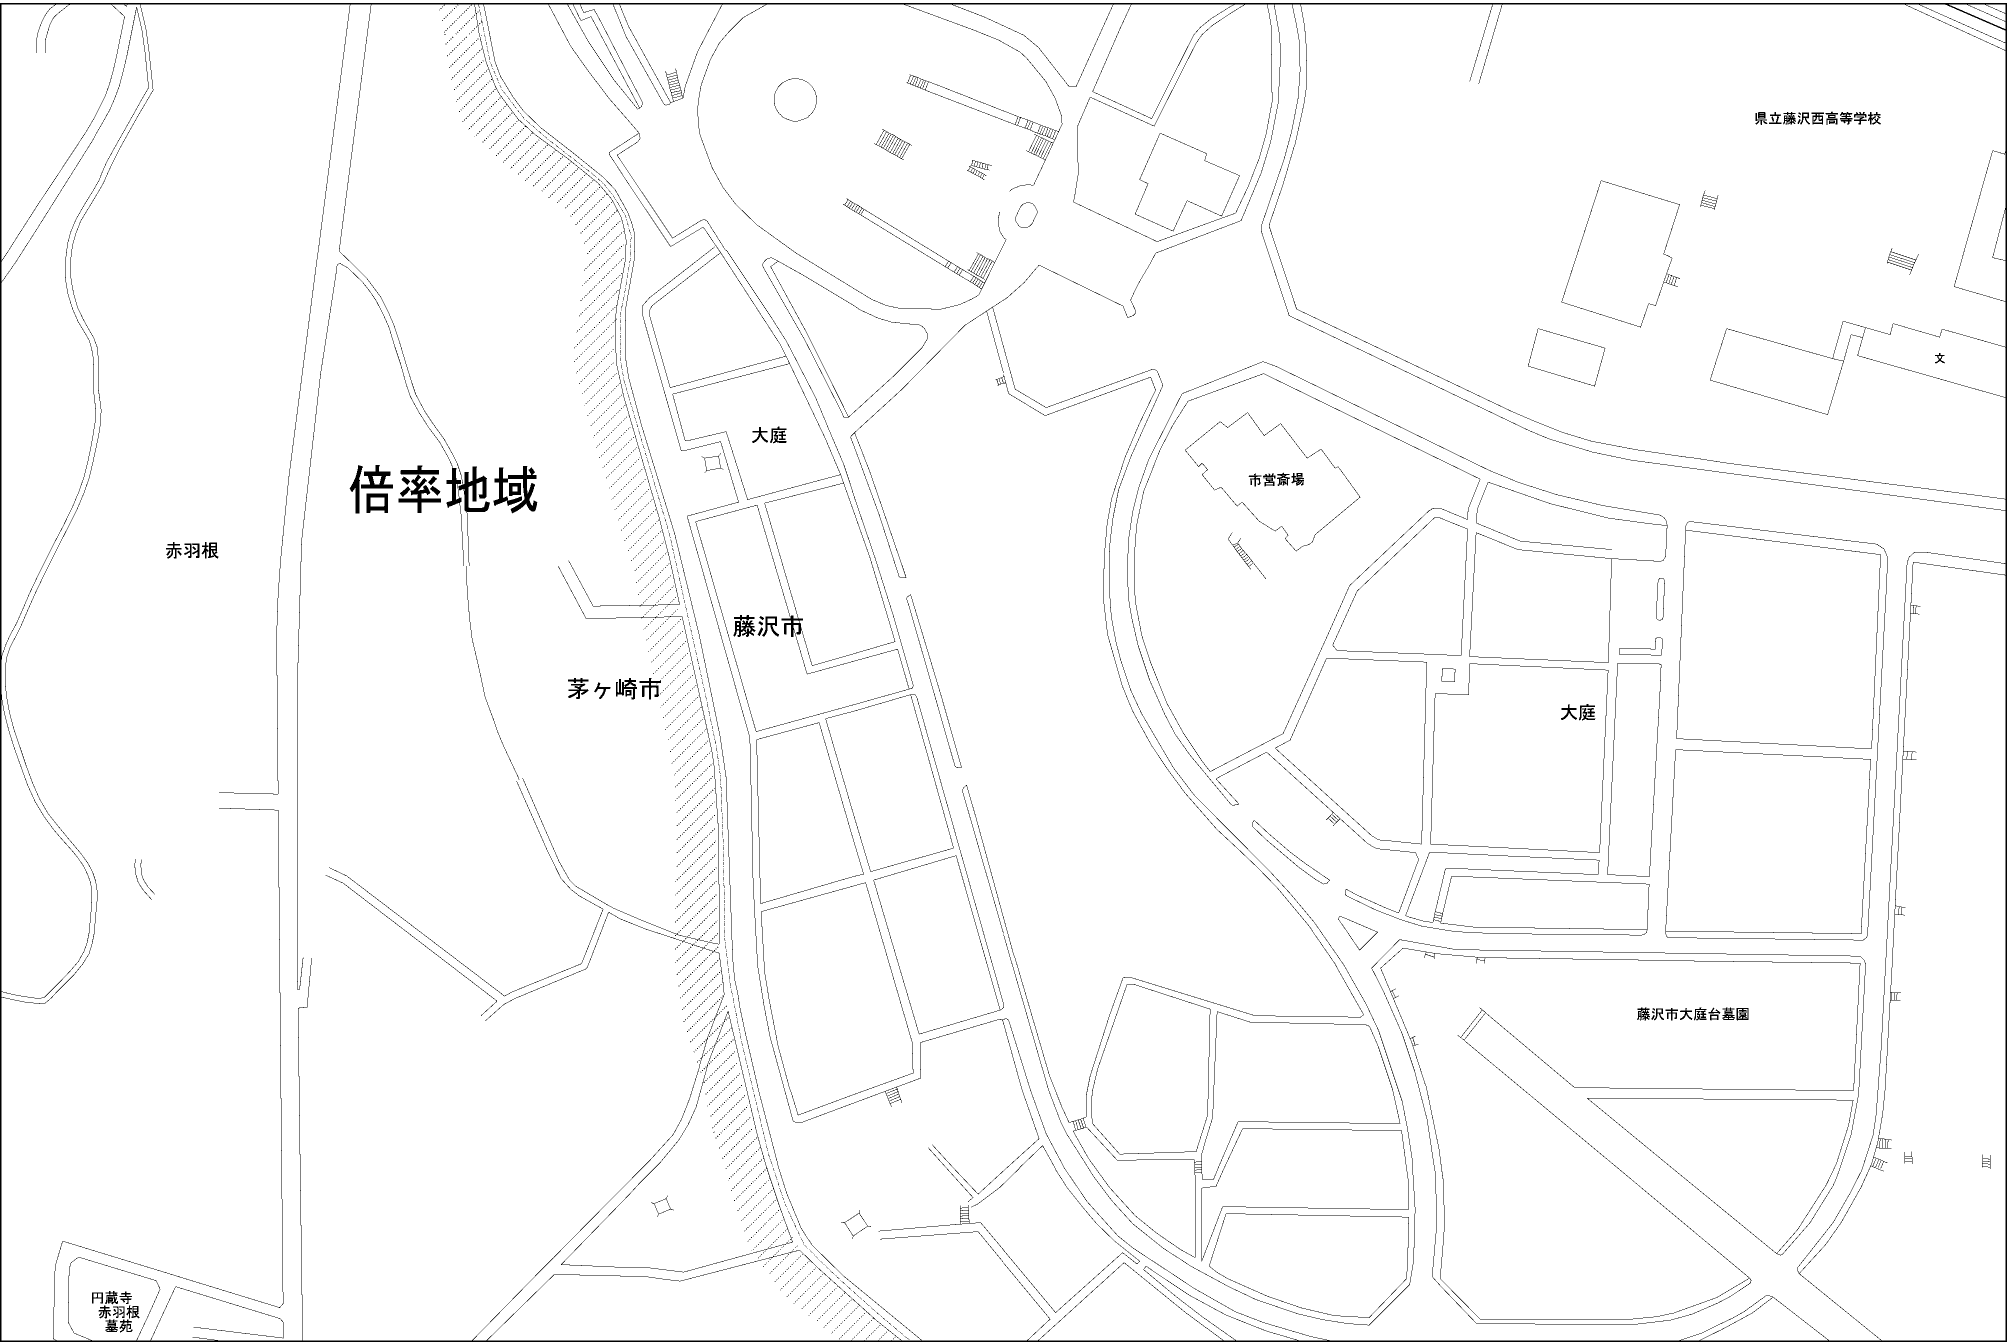 県立藤沢西高等学校
文
大庭
市営斎場
倍率地域
赤羽根
藤沢市
茅ヶ崎市
大庭
藤沢市大庭台墓園
円蔵寺
赤羽根
墓苑